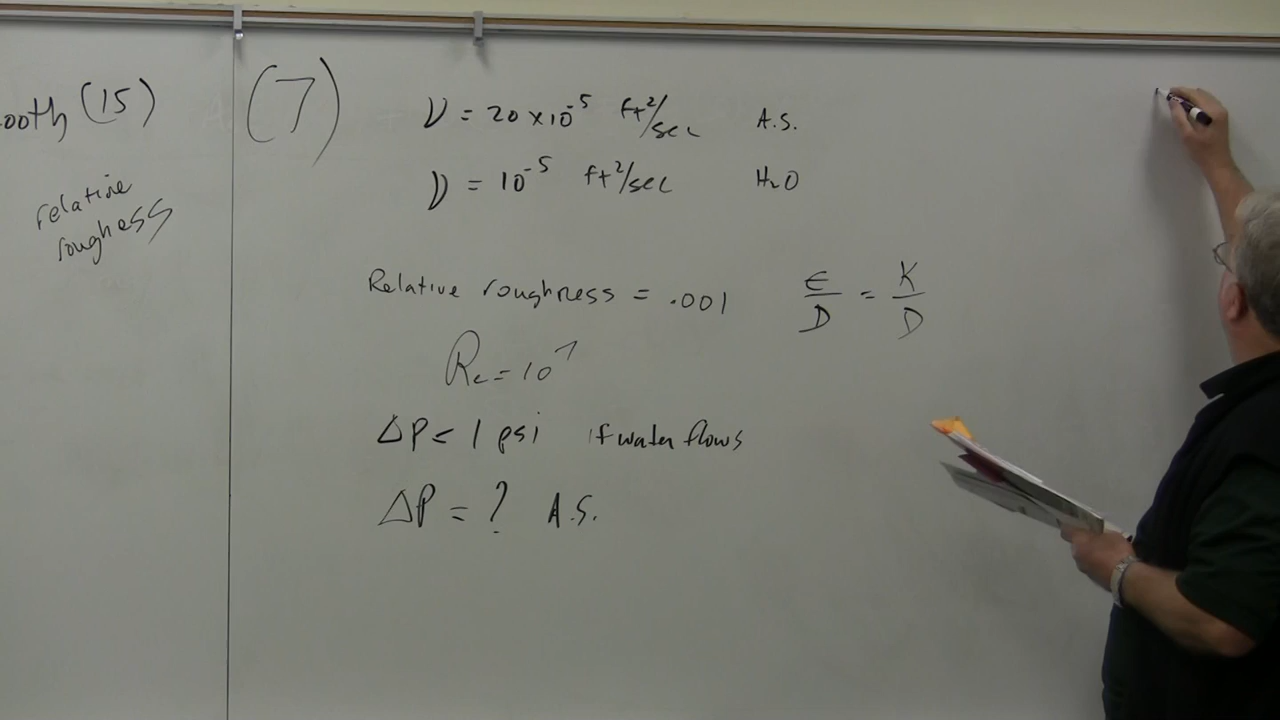 ooth (15)
relative
roughness
(7)
ν = 20 × 10⁻⁵ ft²/sec A.S.
ν = 10⁻⁵ ft²/sec H₂O
Relative roughness = .001 ϵ/D = K/D
Re = 10⁷
ΔP = 1 psi if water flows
ΔP = ? A.S.